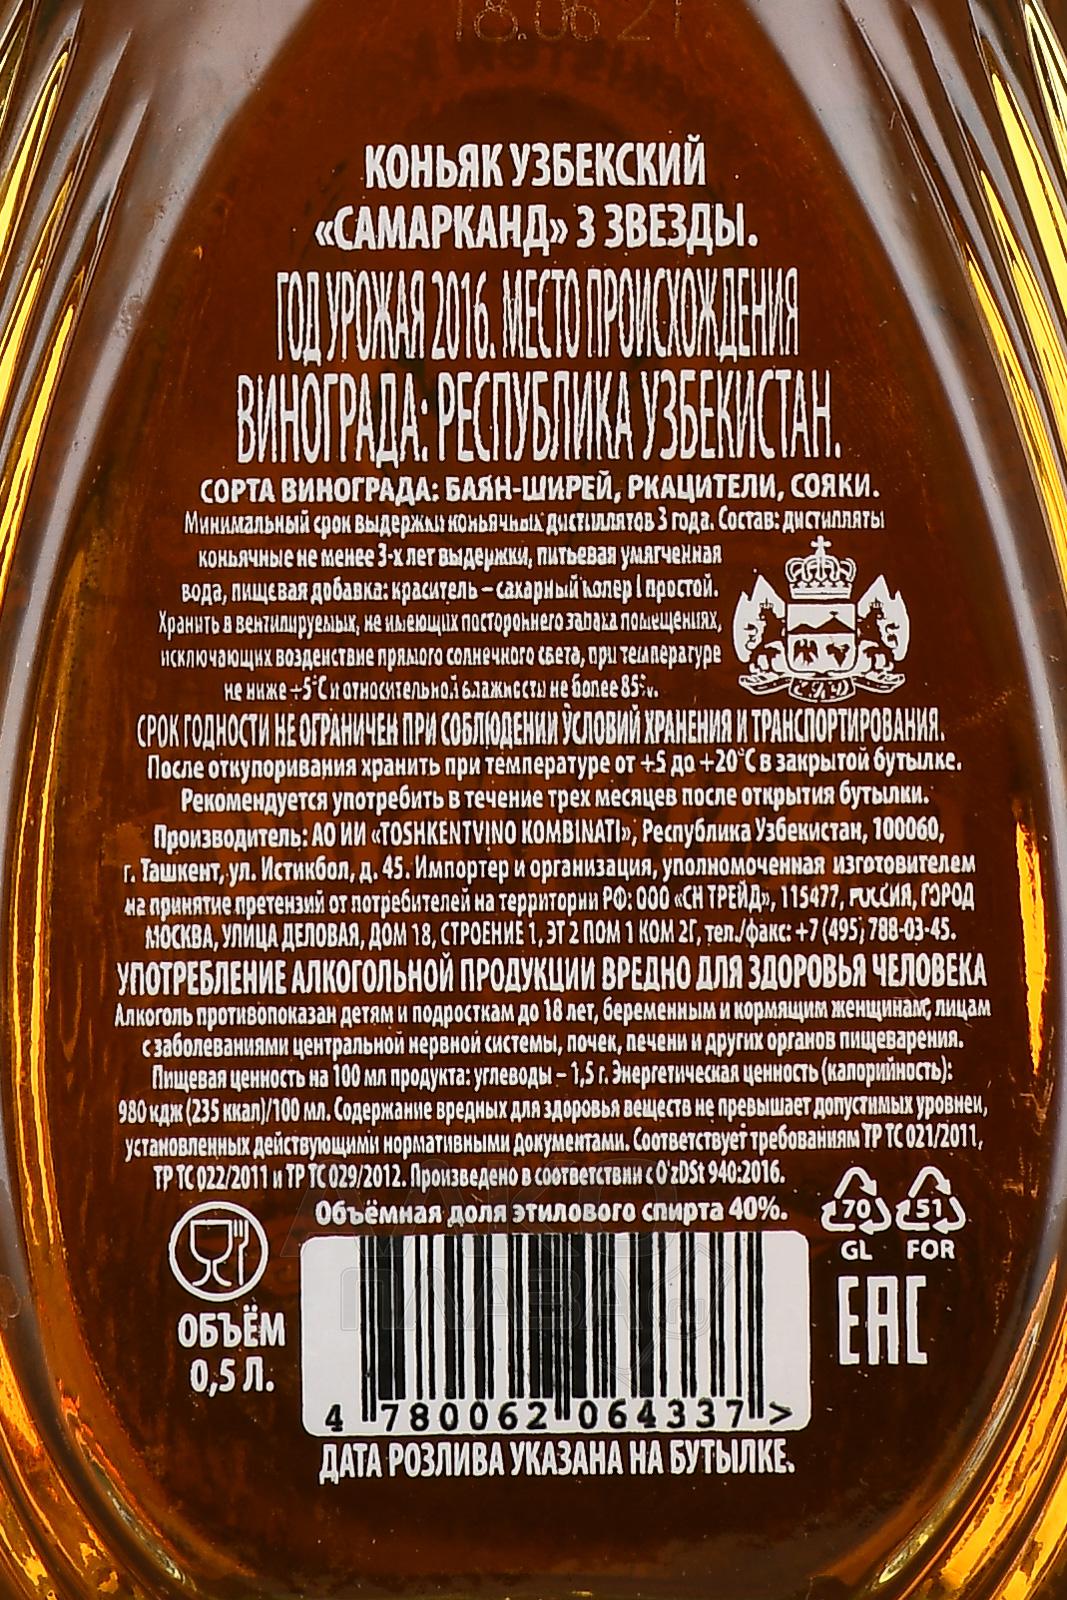 18.06 21
КОНЬЯК УЗБЕКСКИЙ
«САМАРКАНД» 3 ЗВЕЗДЫ.
ГОД УРОЖАЯ 2016. МЕСТО ПРОИСХОЖДЕНИЯ
ВИНОГРАДА: РЕСПУБЛИКА УЗБЕКИСТАН.
СОРТА ВИНОГРАДА: БАЯН-ШИРЕЙ, РКАЦИТЕЛИ, СОЯКИ.
Минимальный срок выдержки коньячных дистиллятов 3 года. Состав: дистилляты
коньячные не менее 3-х лет выдержки, питьевая умягченная
вода, пищевая добавка: краситель – сахарный колер I простой.
Хранить в вентилируемых, не имеющих постороннего запаха помещениях,
исключающих воздействие прямого солнечного света, при температуре
не ниже +5°С и относительной влажности не более 85%.
СРОК ГОДНОСТИ НЕ ОГРАНИЧЕН ПРИ СОБЛЮДЕНИИ УСЛОВИЙ ХРАНЕНИЯ И ТРАНСПОРТИРОВАНИЯ.
После откупоривания хранить при температуре от +5 до +20°С в закрытой бутылке.
Рекомендуется употребить в течение трех месяцев после открытия бутылки.
Производитель: АО ИИ «TOSHKENTVINO KOMBINATI», Республика Узбекистан, 100060,
г. Ташкент, ул. Истикбол, д. 45. Импортер и организация, уполномоченная изготовителем
на принятие претензий от потребителей на территории РФ: ООО «СН ТРЕЙД», 115477, РОССИЯ, ГОРОД
МОСКВА, УЛИЦА ДЕЛОВАЯ, ДОМ 18, СТРОЕНИЕ 1, ЭТ 2 ПОМ 1 КОМ 2Г, тел./факс: +7 (495) 788-03-45.
УПОТРЕБЛЕНИЕ АЛКОГОЛЬНОЙ ПРОДУКЦИИ ВРЕДНО ДЛЯ ЗДОРОВЬЯ ЧЕЛОВЕКА
Алкоголь противопоказан детям и подросткам до 18 лет, беременным и кормящим женщинам, лицам
с заболеваниями центральной нервной системы, почек, печени и других органов пищеварения.
Пищевая ценность на 100 мл продукта: углеводы – 1,5 г. Энергетическая ценность (калорийность):
980 кдж (235 ккал)/100 мл. Содержание вредных для здоровья веществ не превышает допустимых уровней,
установленных действующими нормативными документами. Соответствует требованиям ТР ТС 021/2011,
ТР ТС 022/2011 и ТР ТС 029/2012. Произведено в соответствии с O'zDSt 940:2016.
Объёмная доля этилового спирта 40%.
70 51
GL FOR
EAC
ОБЪЁМ
0,5 Л.
4 780062 064337 >
ДАТА РОЗЛИВА УКАЗАНА НА БУТЫЛКЕ.